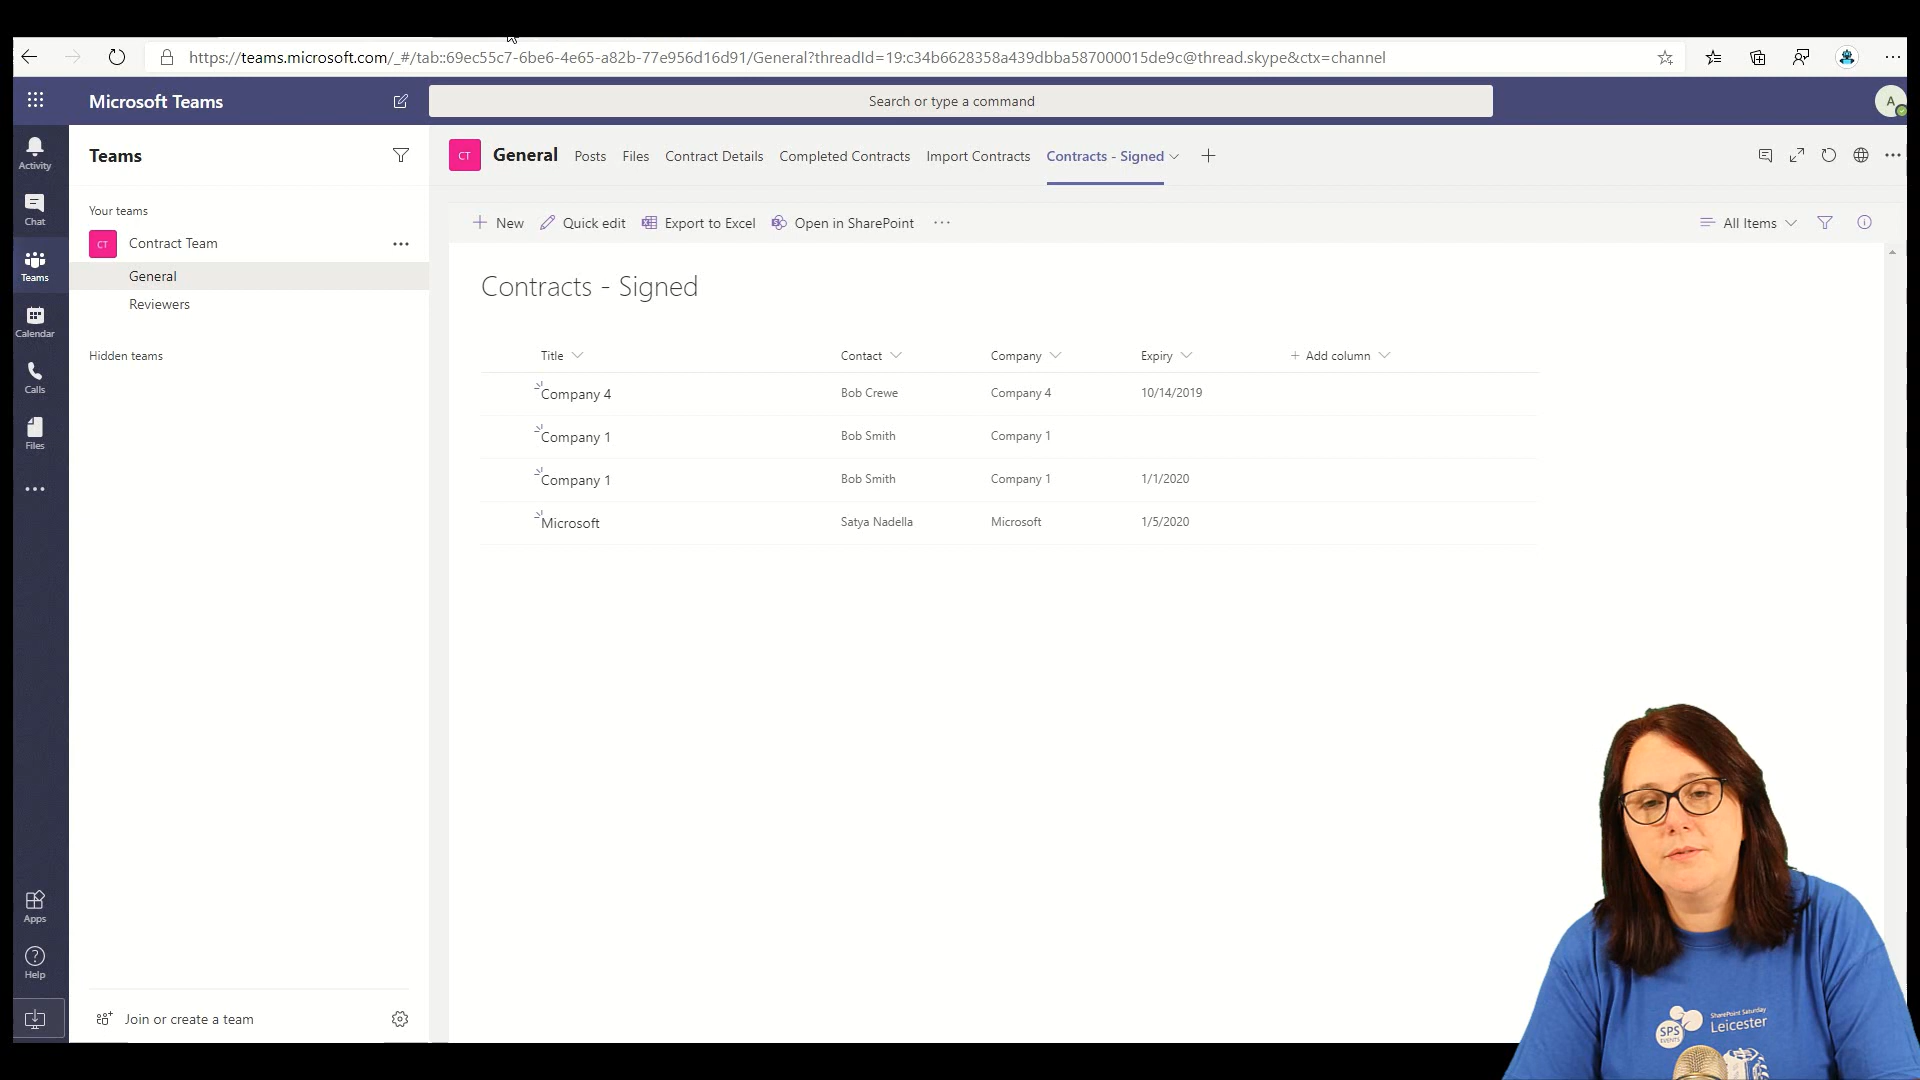 https://teams.microsoft.com/_#/tab::69ec55c7-6be6-4e65-a82b-77e956d16d91/General?threadId=19:c34b6628358a439dbba587000015de9c@thread.skype&ctx=channel
Microsoft Teams
Search or type a command
A
Activity
Chat
Teams
Calendar
Calls
Files
Apps
Help
Teams
Your teams
CT Contract Team
General
Reviewers
Hidden teams
Join or create a team
CT General Posts Files Contract Details Completed Contracts Import Contracts Contracts - Signed
New Quick edit Export to Excel Open in SharePoint All Items
Contracts - Signed
Title Contact Company Expiry + Add column
Company 4 Bob Crewe Company 4 10/14/2019
Company 1 Bob Smith Company 1
Company 1 Bob Smith Company 1 1/1/2020
Microsoft Satya Nadella Microsoft 1/5/2020
SPS EVENTS
SharePoint Saturday
Leicester